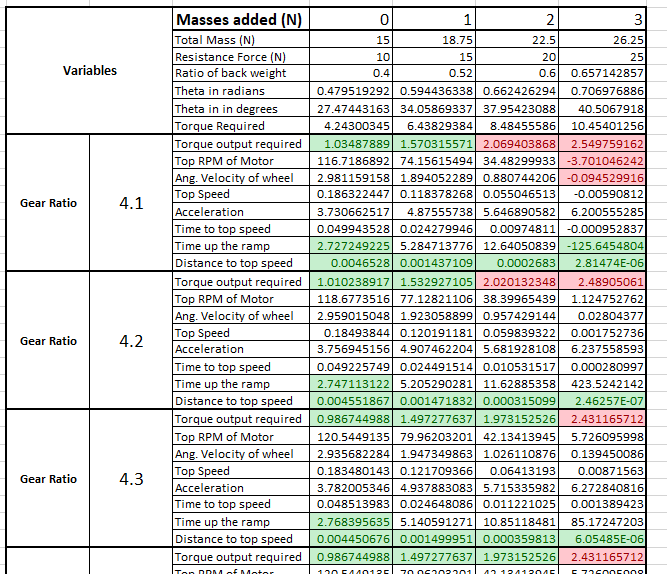 Masses added (N) 0 1 2 3
Total Mass (N) 15 18.75 22.5 26.25
Resistance Force (N) 10 15 20 25
Variables Ratio of back weight 0.4 0.52 0.6 0.657142857
Theta in radians 0.479519292 0.594436338 0.662426294 0.706976886
Theta in in degrees 27.47443163 34.05869337 37.95423088 40.5067918
Torque Required 4.24300345 6.43829384 8.48455586 10.45401256
Torque output required 1.03487889 1.570315571 2.069403868 2.549759162
Top RPM of Motor 116.7186892 74.15615494 34.48299933 -3.701046242
Ang. Velocity of wheel 2.981159158 1.894052289 0.880744206 -0.094529916
Top Speed 0.186322447 0.118378268 0.055046513 -0.00590812
Gear Ratio 4.1 Acceleration 3.730662517 4.87555738 5.646890582 6.200555285
Time to top speed 0.049943528 0.024279946 0.00974811 -0.000952837
Time up the ramp 2.727249225 5.284713776 12.64050839 -125.6454804
Distance to top speed 0.0046528 0.001437109 0.0002683 2.81474E-06
Torque output required 1.010238917 1.532927105 2.020132348 2.48905061
Top RPM of Motor 118.6773516 77.12821106 38.39965439 1.124752762
Ang. Velocity of wheel 2.959015048 1.923058899 0.957429144 0.02804377
Top Speed 0.18493844 0.120191181 0.059839322 0.001752736
Gear Ratio 4.2 Acceleration 3.756945156 4.907462204 5.681928108 6.237558593
Time to top speed 0.049225749 0.024491514 0.010531517 0.000280997
Time up the ramp 2.747113122 5.205290281 11.62885358 423.5242142
Distance to top speed 0.004551867 0.001471832 0.000315099 2.46257E-07
Torque output required 0.986744988 1.497277637 1.973152526 2.431165712
Top RPM of Motor 120.5449135 79.96203201 42.13413945 5.726095998
Ang. Velocity of wheel 2.935682284 1.947349863 1.026110876 0.139450086
Top Speed 0.183480143 0.121709366 0.06413193 0.00871563
Gear Ratio 4.3 Acceleration 3.782005346 4.937883083 5.715335982 6.272840816
Time to top speed 0.048513983 0.024648086 0.011221025 0.001389423
Time up the ramp 2.768395635 5.140591271 10.85118481 85.17247203
Distance to top speed 0.004450676 0.001499951 0.000359813 6.05485E-06
Torque output required 0.986744988 1.497277637 1.973152526 2.431165712
Top RPM of Motor 120.5449135 79.96203201 42.13413945 5.726095998